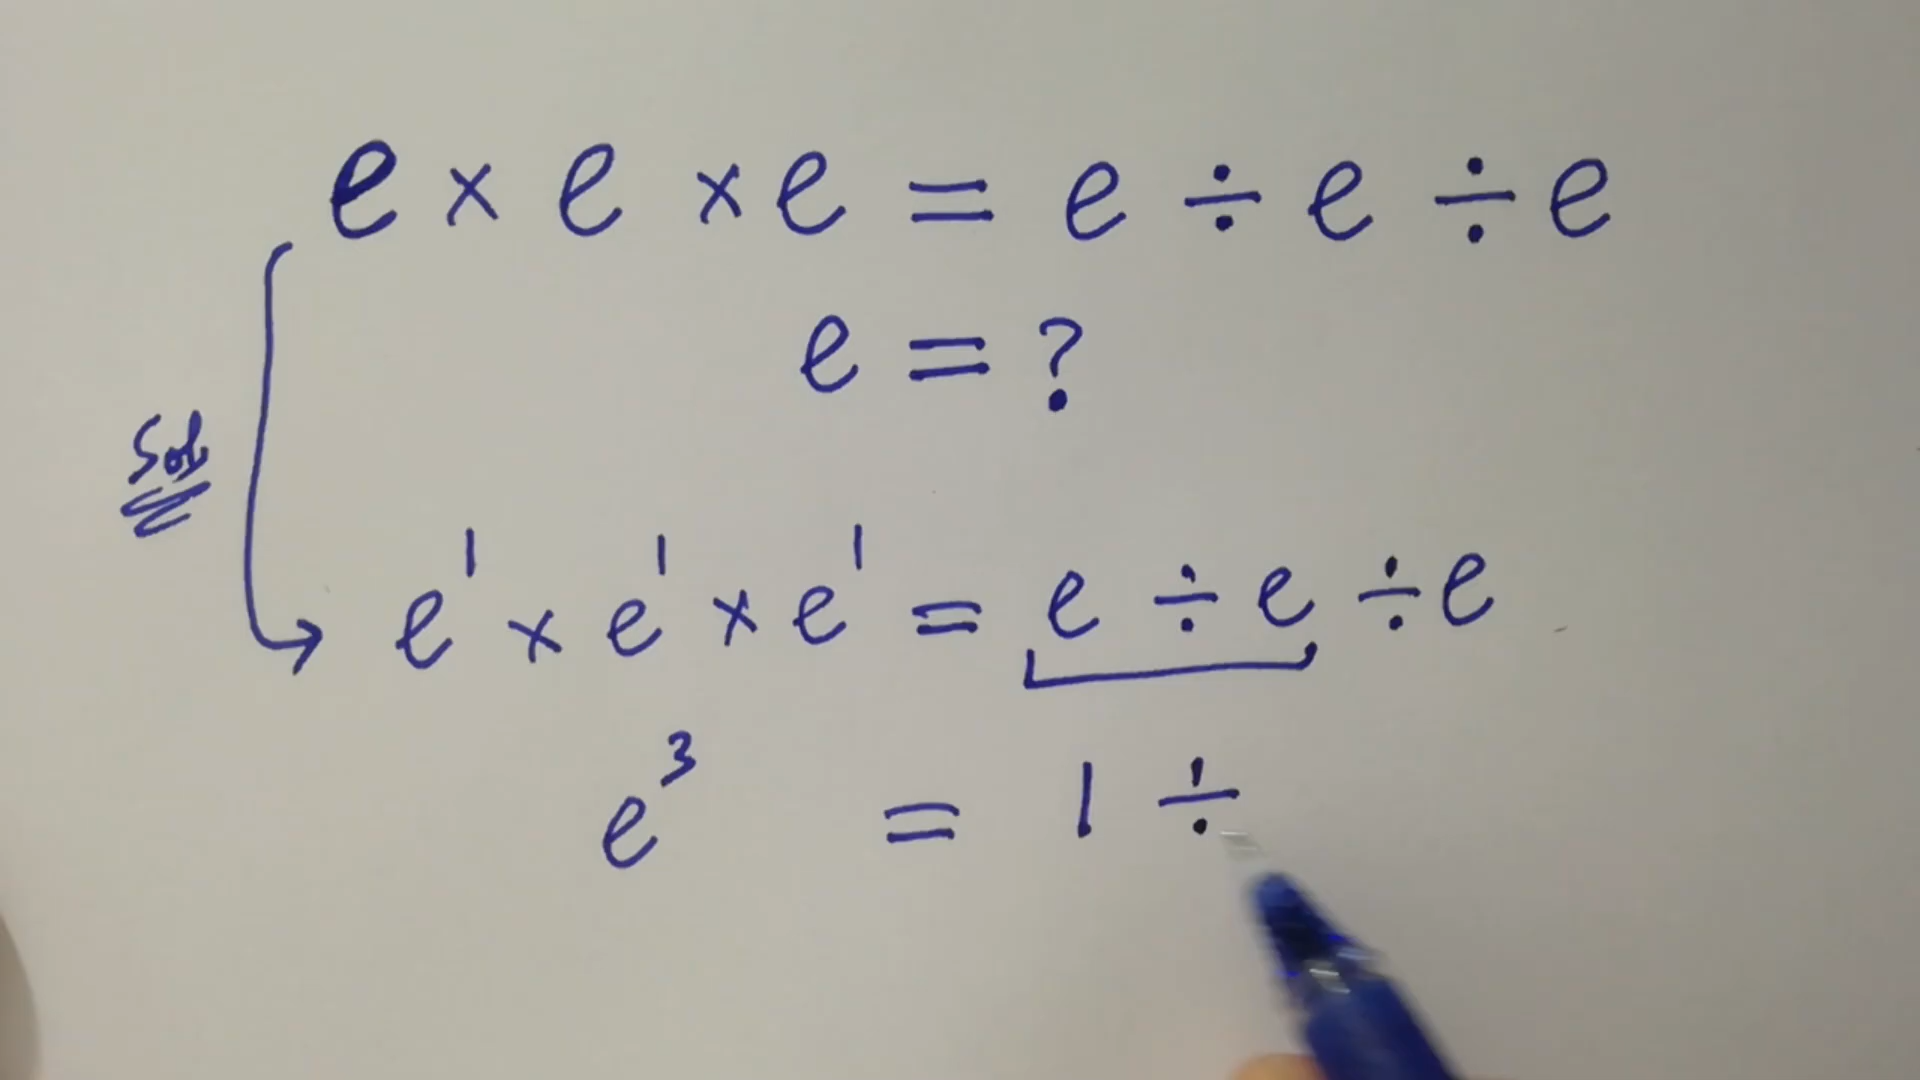 e × e × e = e ÷ e ÷ e
e = ?
Sol
e¹ × e¹ × e¹ = e ÷ e ÷ e
e³ = 1 ÷